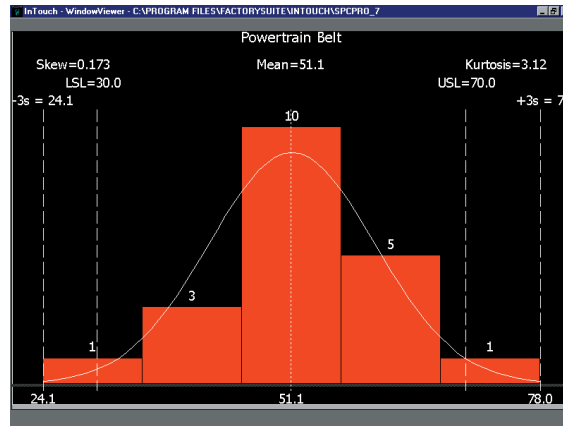 InTouch - WindowViewer - C:\PROGRAM FILES\FACTORYSUITE\INTOUCH\SPCPRO_7
Powertrain Belt
Skew=0.173 Mean=51.1 Kurtosis=3.12
LSL=30.0 USL=70.0
-3s = 24.1 +3s = 7
10
5
3
1 1
24.1 51.1 78.0